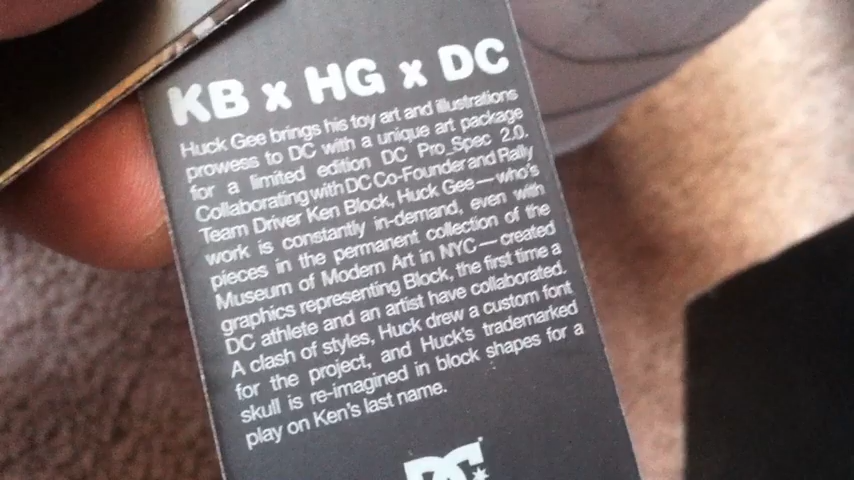 KB x HG x DC
Huck Gee brings his toy art and illustrations
prowess to DC with a unique art package
for a limited edition DC Pro Spec 2.0.
Collaborating with DC Co-Founder and Rally
Team Driver Ken Block, Huck Gee — who's
work is constantly in-demand, even with
pieces in the permanent collection of the
Museum of Modern Art in NYC — created
graphics representing Block, the first time a
DC athlete and an artist have collaborated.
A clash of styles, Huck drew a custom font
for the project, and Huck's trademarked
skull is re-imagined in block shapes for a
play on Ken's last name.
DC